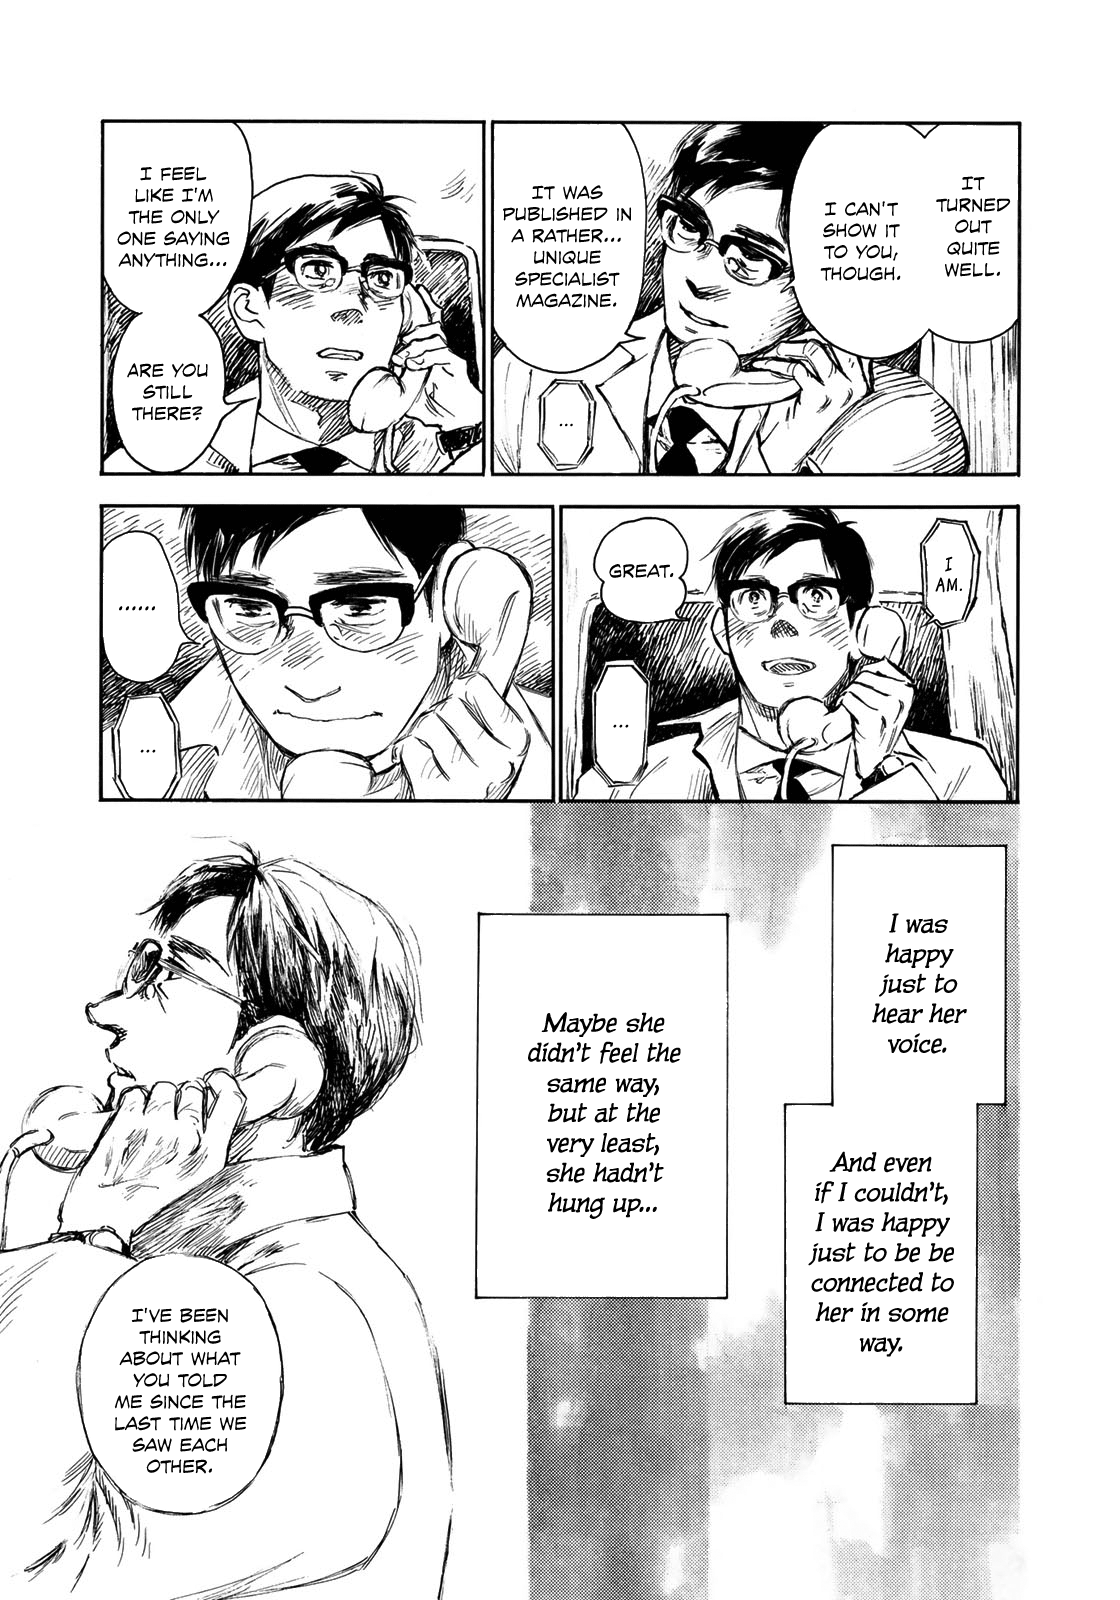 IT
TURNED
OUT
QUITE
WELL.
I CAN'T
SHOW IT
TO YOU,
THOUGH.
IT WAS
PUBLISHED IN
A RATHER...
UNIQUE
SPECIALIST
MAGAZINE.
...
I FEEL
LIKE I'M
THE ONLY
ONE SAYING
ANYTHING...
ARE YOU
STILL
THERE?
I
AM.
GREAT.
...
......
...
I was
happy
just to
hear her
voice.
And even
if I couldn't,
I was happy
just to be be
connected to
her in some
way.
Maybe she
didn't feel the
same way,
but at the
very least,
she hadn't
hung up...
I'VE BEEN
THINKING
ABOUT WHAT
YOU TOLD
ME SINCE THE
LAST TIME WE
SAW EACH
OTHER.